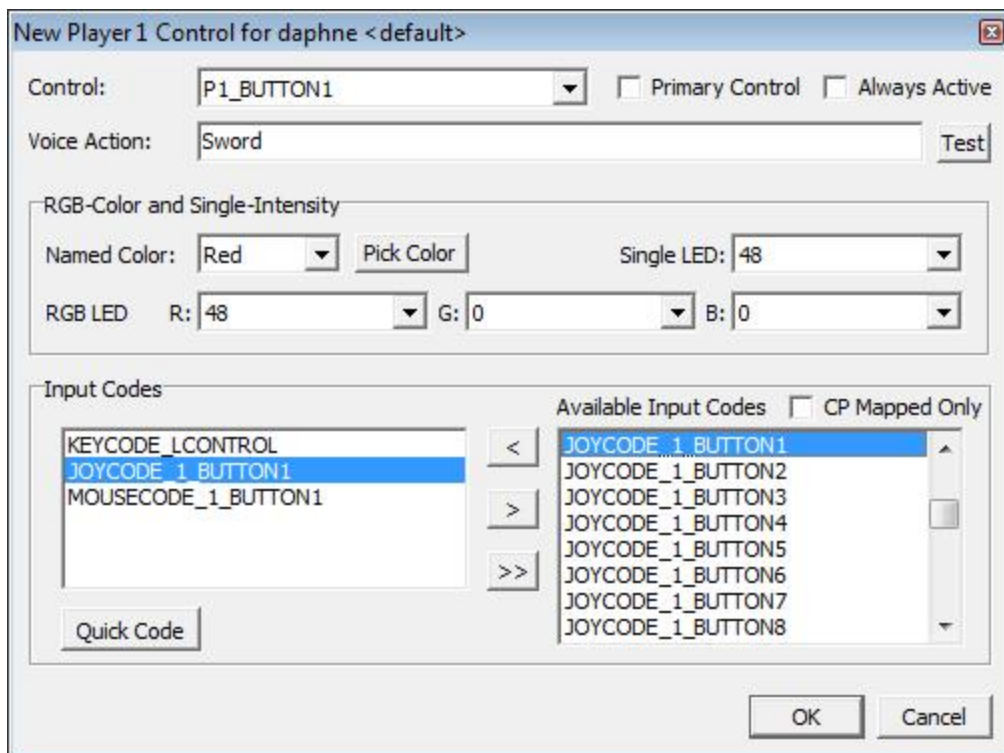 New Player 1 Control for daphne <default>
Control: P1_BUTTON1 Primary Control Always Active
Voice Action: Sword Test
RGB-Color and Single-Intensity
Named Color: Red Pick Color Single LED: 48
RGB LED R: 48 G: 0 B: 0
Input Codes
Available Input Codes CP Mapped Only
KEYCODE_LCONTROL
JOYCODE_1_BUTTON1
MOUSECODE_1_BUTTON1
<
>
>>
JOYCODE_1_BUTTON1
JOYCODE_1_BUTTON2
JOYCODE_1_BUTTON3
JOYCODE_1_BUTTON4
JOYCODE_1_BUTTON5
JOYCODE_1_BUTTON6
JOYCODE_1_BUTTON7
JOYCODE_1_BUTTON8
Quick Code
OK Cancel